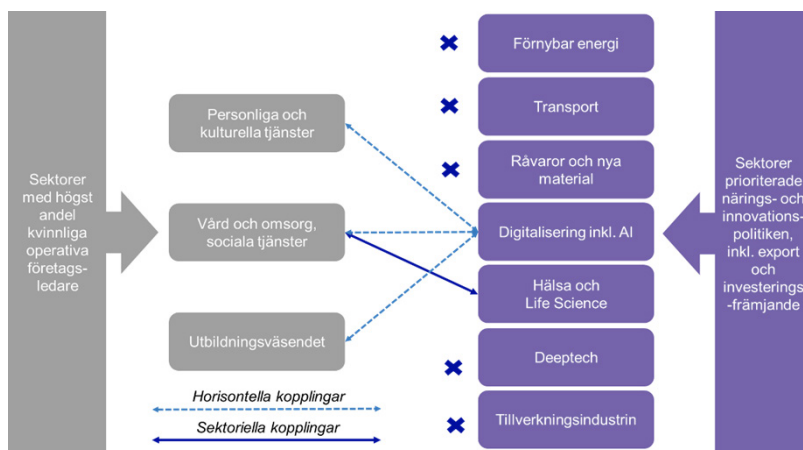 Sektorer
med högst
andel
kvinnliga
operativa
företags-
ledare
Personliga och
kulturella tjänster
Vård och omsorg,
sociala tjänster
Utbildningsväsendet
Horisontella kopplingar
Sektoriella kopplingar
Förnybar energi
Transport
Råvaror och nya
material
Digitalisering inkl. AI
Hälsa och
Life Science
Deeptech
Tillverkningsindustrin
Sektorer
prioriterade
närings- och
innovations-
politiken,
inkl. export
och
investerings
-främjande